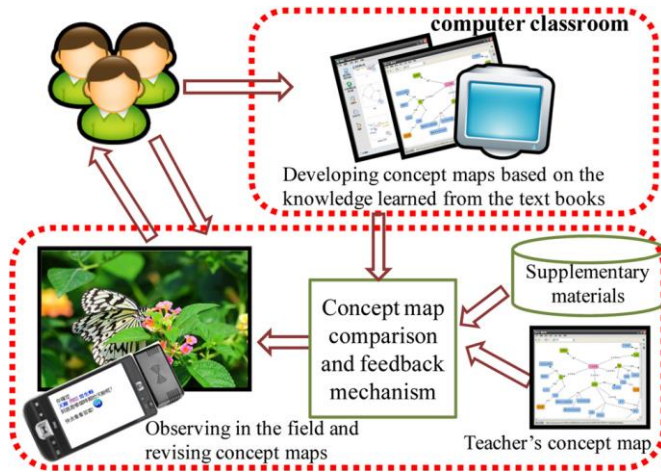 computer classroom
Developing concept maps based on the
knowledge learned from the text books
Supplementary
materials
Concept map
comparison
and feedback
mechanism
Observing in the field and
revising concept maps
Teacher's concept map